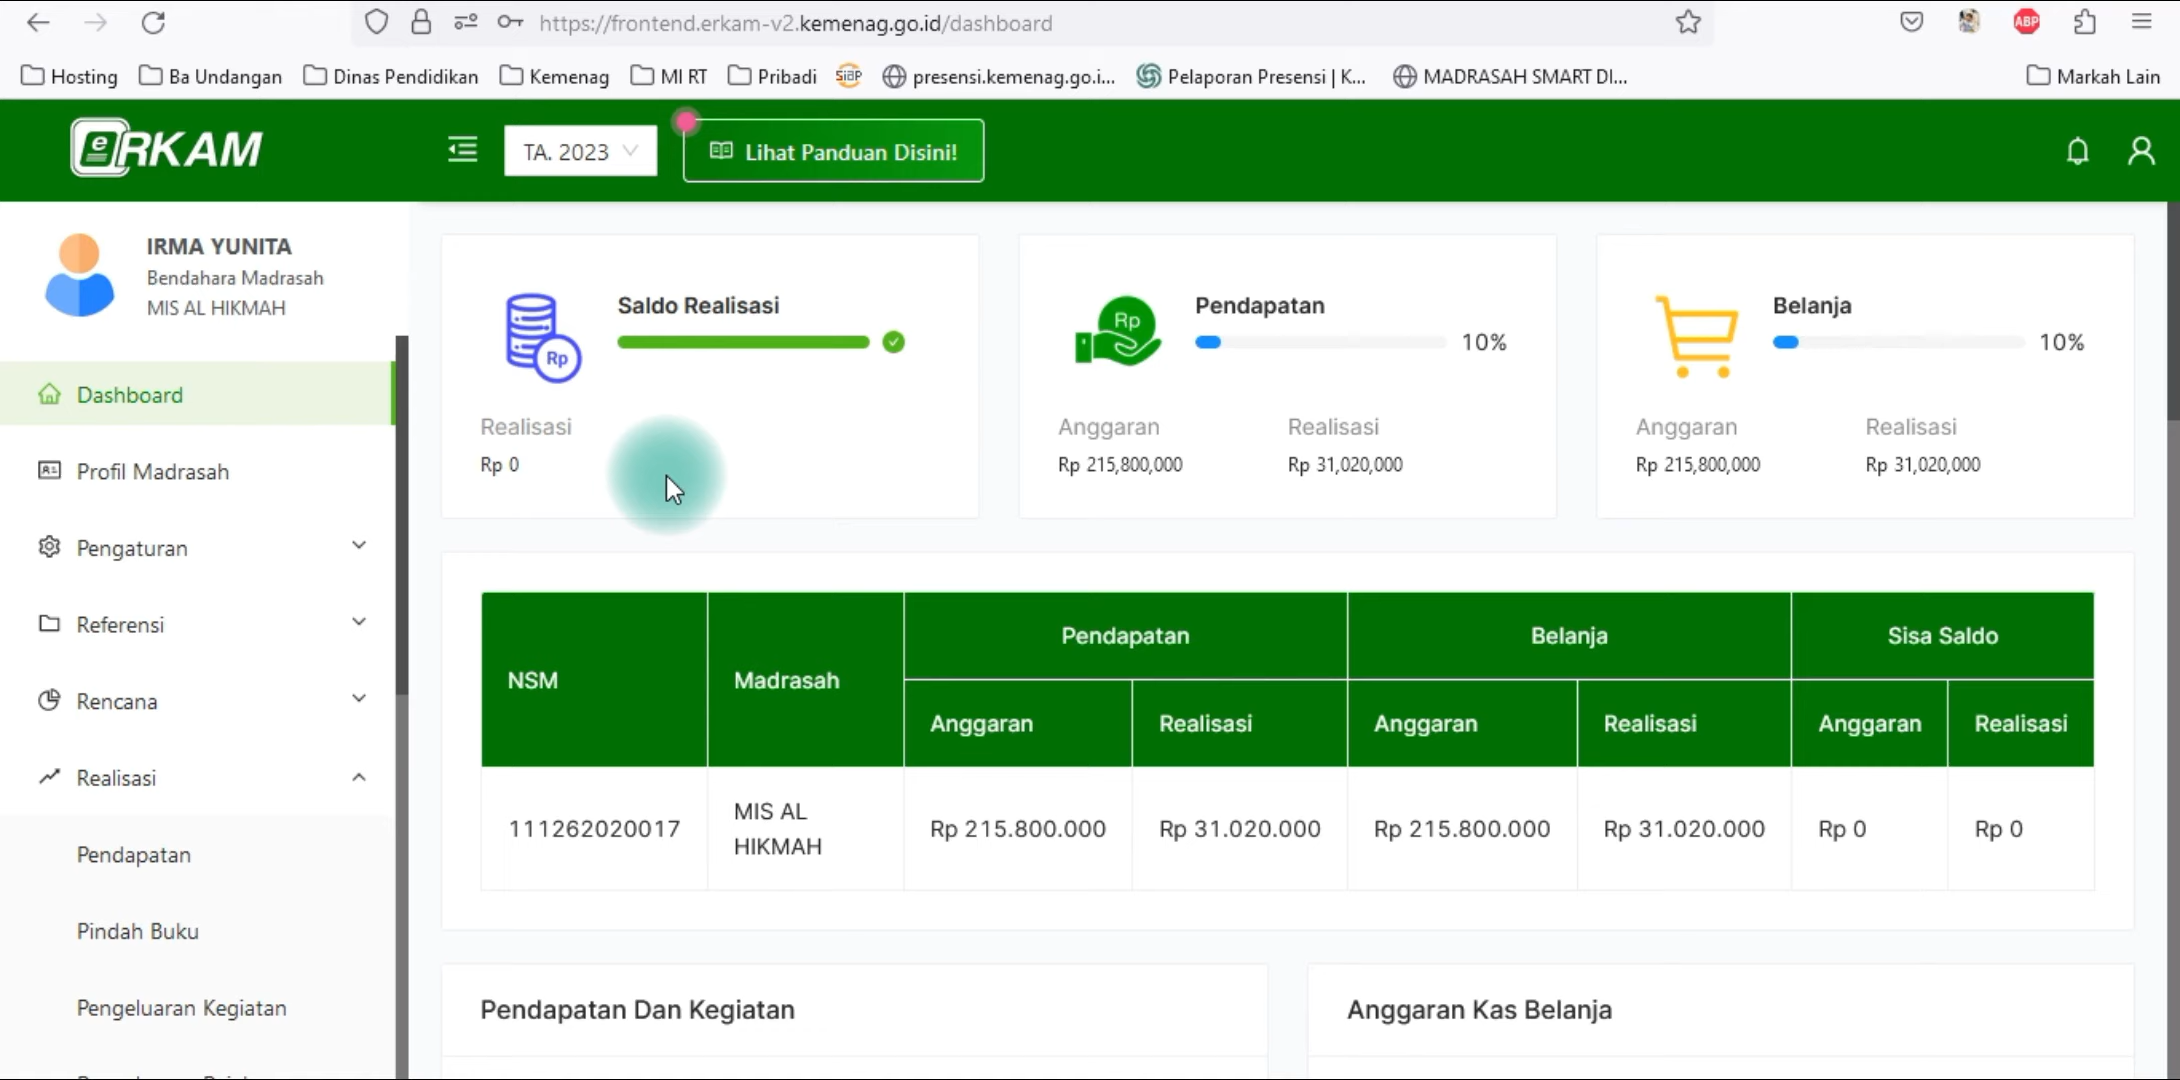 https://frontend.erkam-v2.kemenag.go.id/dashboard
ABP
Hosting
Ba Undangan
Dinas Pendidikan
Kemenag
MI RT
Pribadi
SiAP
presensi.kemenag.go.i...
Pelaporan Presensi | K...
MADRASAH SMART DI...
Markah Lain
eRKAM
TA. 2023
Lihat Panduan Disini!
IRMA YUNITA
Bendahara Madrasah
MIS AL HIKMAH
Dashboard
Profil Madrasah
Pengaturan
Referensi
Rencana
Realisasi
Pendapatan
Pindah Buku
Pengeluaran Kegiatan
Rp
Saldo Realisasi
Realisasi
Rp 0
Rp
Pendapatan
10%
Anggaran
Realisasi
Rp 215,800,000
Rp 31,020,000
Belanja
10%
Anggaran
Realisasi
Rp 215,800,000
Rp 31,020,000
NSM
Madrasah
Pendapatan
Belanja
Sisa Saldo
Anggaran
Realisasi
Anggaran
Realisasi
Anggaran
Realisasi
111262020017
MIS AL
HIKMAH
Rp 215.800.000
Rp 31.020.000
Rp 215.800.000
Rp 31.020.000
Rp 0
Rp 0
Pendapatan Dan Kegiatan
Anggaran Kas Belanja